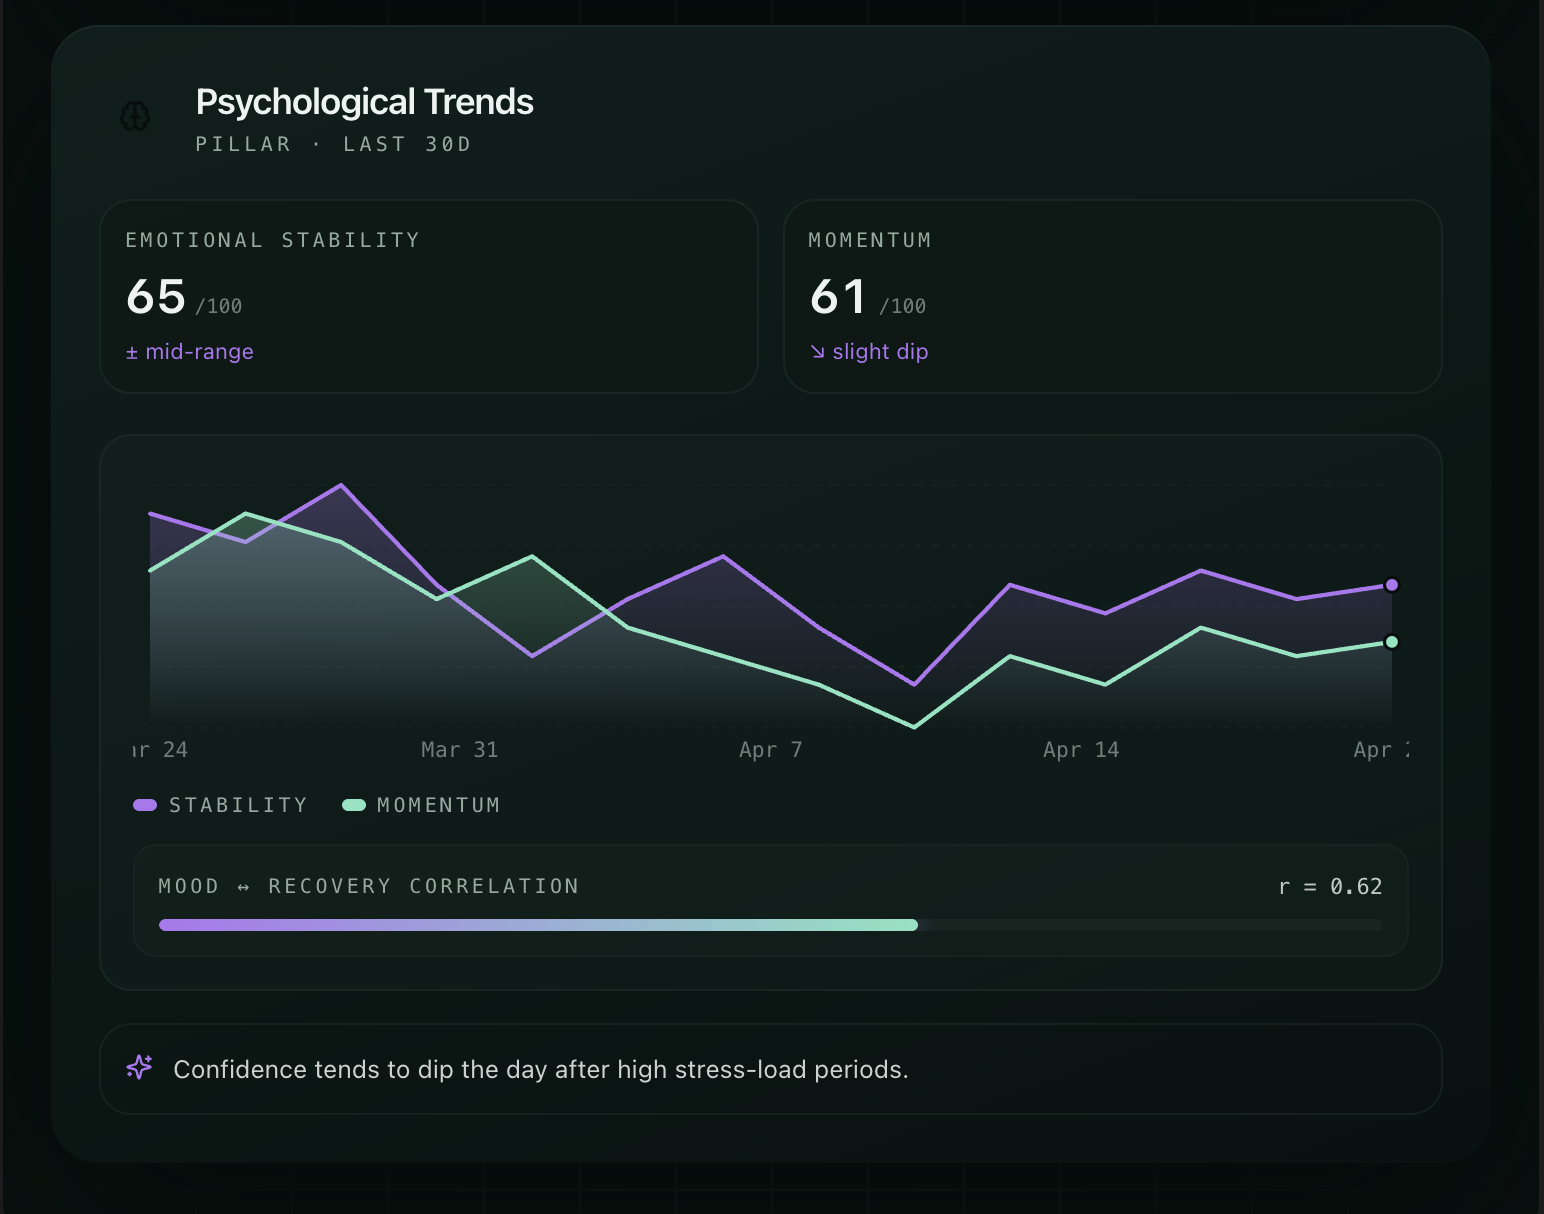 Psychological Trends
PILLAR · LAST 30D
EMOTIONAL STABILITY
65 /100
± mid-range
MOMENTUM
61 /100
↘ slight dip
24
Mar 31
Apr 7
Apr 14
Apr
STABILITY
MOMENTUM
MOOD ↔ RECOVERY CORRELATION
r = 0.62
Confidence tends to dip the day after high stress-load periods.